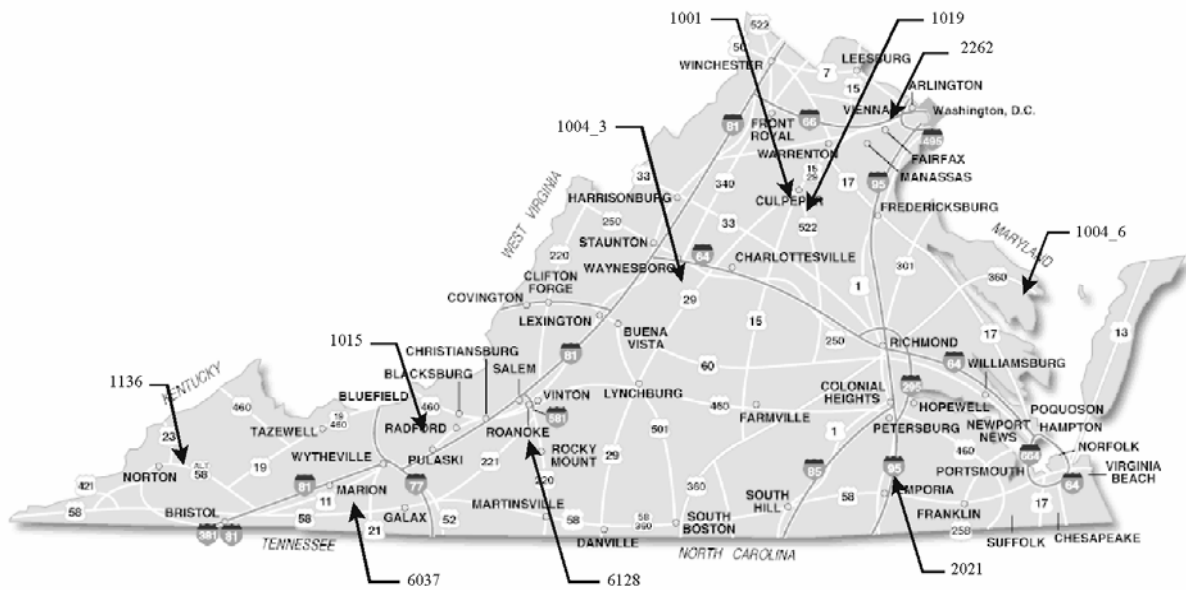 522
1001
1019
2262
50
LEESBURG
WINCHESTER
7
15
ARLINGTON
VIENNA
Washington, D.C.
1004_3
81
FRONT
ROYAL
66
495
WARRENTON
FAIRFAX
MANASSAS
33
340
15
29
17
95
HARRISONBURG
CULPEPER
FREDERICKSBURG
WEST VIRGINIA
250
33
522
MARYLAND
1004_6
STAUNTON
220
64
WAYNESBORO
CHARLOTTESVILLE
301
360
CLIFTON
FORGE
1
COVINGTON
29
15
LEXINGTON
BUENA
VISTA
250
17
13
RICHMOND
1015
CHRISTIANSBURG
81
64
WILLIAMSBURG
BLACKSBURG
SALEM
60
1136
KENTUCKY
BLUEFIELD
VINTON
LYNCHBURG
COLONIAL
HEIGHTS
295
HOPEWELL
POQUOSON
460
19
460
460
581
460
FARMVILLE
HAMPTON
23
TAZEWELL
RADFORD
ROANOKE
501
1
PETERSBURG
NEWPORT
NEWS
NORFOLK
PULASKI
ROCKY
MOUNT
460
WYTHEVILLE
221
29
85
95
PORTSMOUTH
664
VIRGINIA
BEACH
NORTON
ALT
58
19
81
77
220
64
421
MARION
360
58
EMPORIA
58
11
MARTINSVILLE
SOUTH
HILL
17
BRISTOL
58
GALAX
52
58
58
360
SOUTH
BOSTON
FRANKLIN
21
381
81
DANVILLE
258
SUFFOLK
CHESAPEAKE
TENNESSEE
NORTH CAROLINA
6037
6128
2021